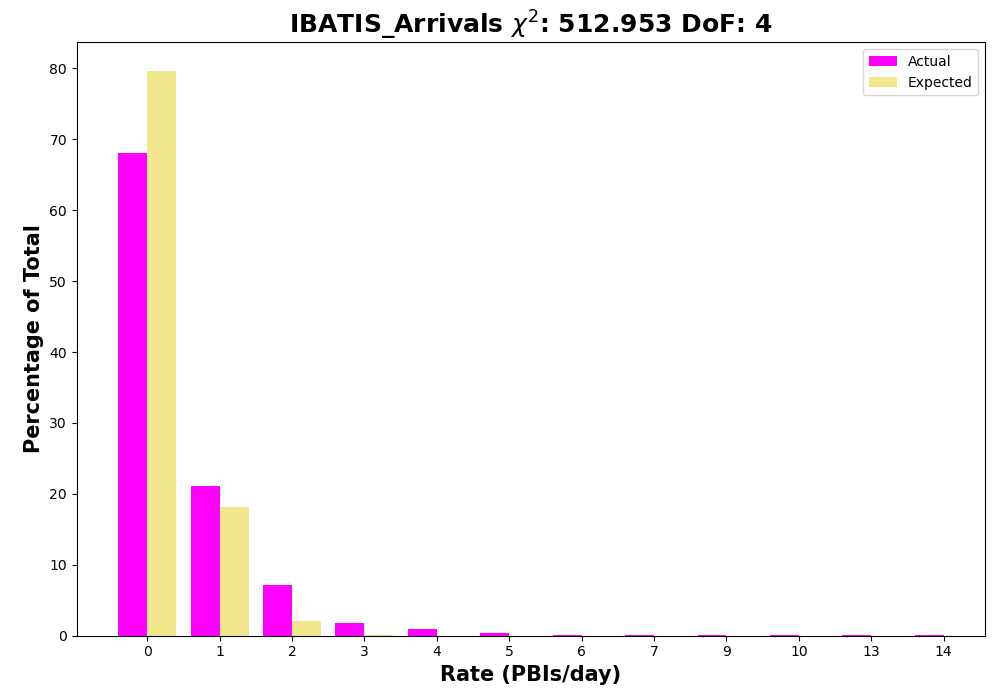 IBATIS_Arrivals χ²: 512.953 DoF: 4
Actual
Expected
Percentage of Total
80
70
60
50
40
30
20
10
0
0 1 2 3 4 5 6 7 9 10 13 14
Rate (PBIs/day)